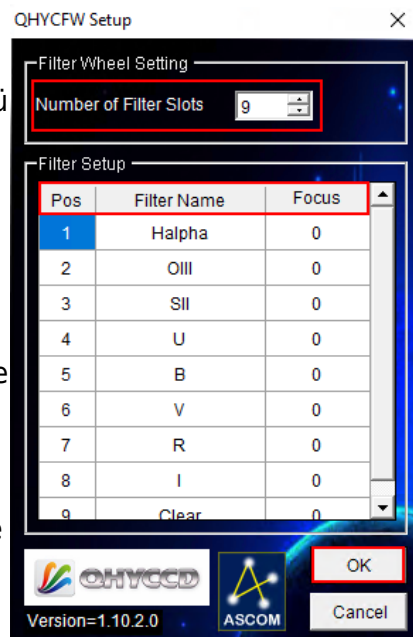 QHYCFW Setup
Filter Wheel Setting
ü
Number of Filter Slots 9
Filter Setup
Pos Filter Name Focus
1 Halpha 0
2 OIII 0
3 SII 0
4 U 0
e
5 B 0
6 V 0
7 R 0
8 I 0
9 Clear 0
e
QHYCCD
ASCOM
OK
Version=1.10.2.0
Cancel